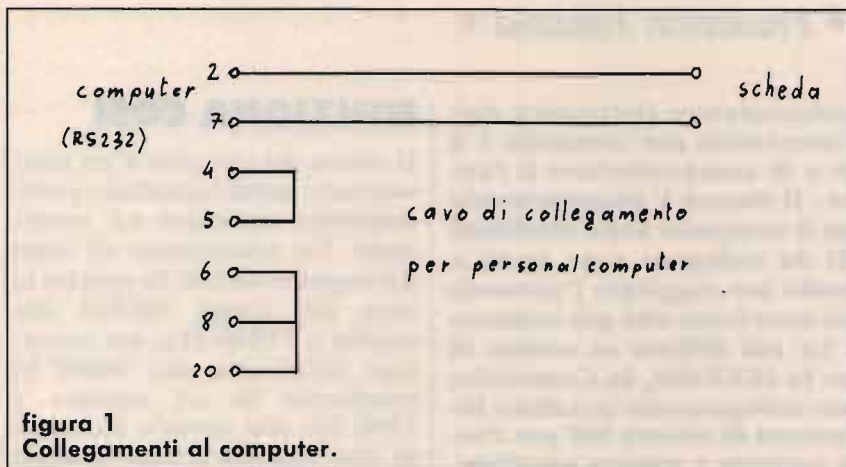 2
computer
scheda
7
(RS232)
4
5
cavo di collegamento
per personal computer
6
8
20
figura 1
Collegamenti al computer.